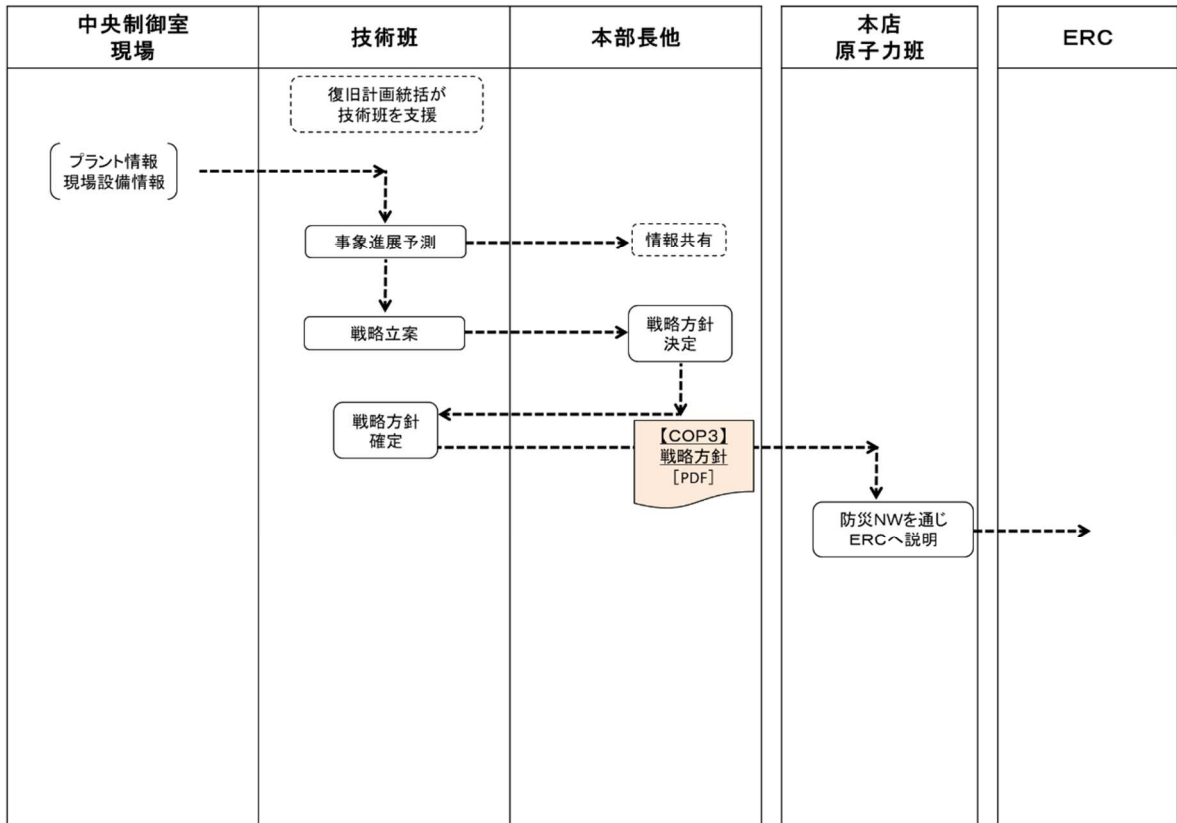 中央制御室
現場
技術班
本部長他
本店
原子力班
ERC
復旧計画統括が
技術班を支援
プラント情報
現場設備情報
事象進展予測
情報共有
戦略立案
戦略方針
決定
戦略方針
確定
【COP3】
戦略方針
[PDF]
防災NWを通じ
ERCへ説明